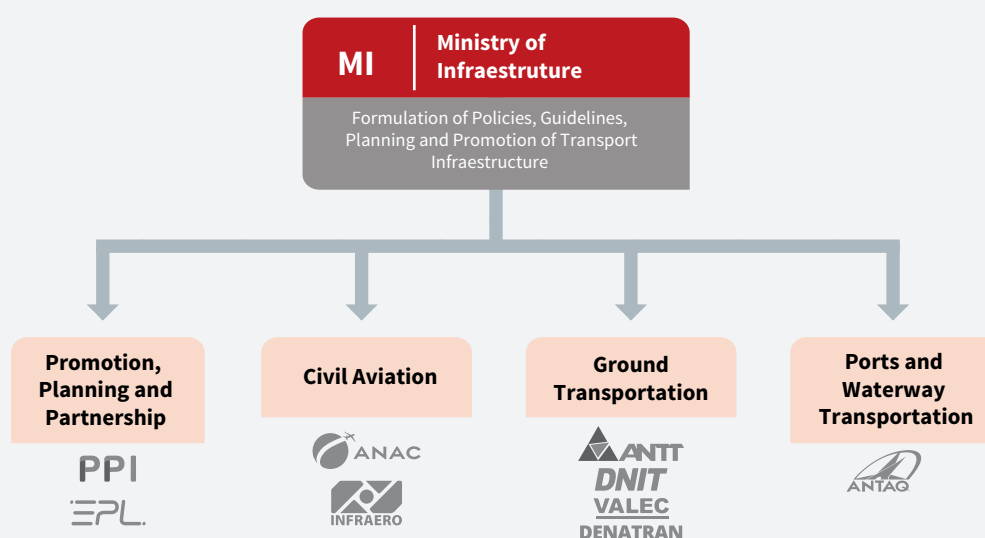 MI
Ministry of
Infraestruture
Formulation of Policies, Guidelines,
Planning and Promotion of Transport
Infraestructure
Promotion,
Planning and
Partnership
PPI
EPL.
Civil Aviation
ANAC
INFRAERO
Ground
Transportation
ANTT
DNIT
VALEC
DENATRAN
Ports and
Waterway
Transportation
ANTAQ